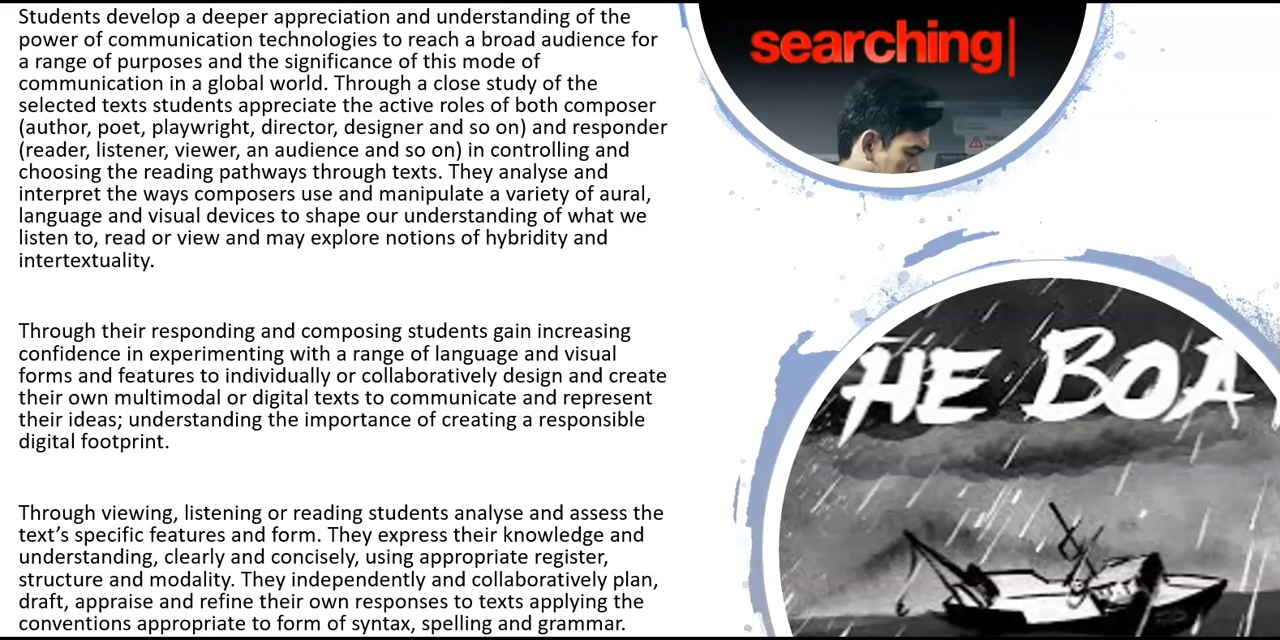 Students develop a deeper appreciation and understanding of the
power of communication technologies to reach a broad audience for
a range of purposes and the significance of this mode of
communication in a global world. Through a close study of the
selected texts students appreciate the active roles of both composer
(author, poet, playwright, director, designer and so on) and responder
(reader, listener, viewer, an audience and so on) in controlling and
choosing the reading pathways through texts. They analyse and
interpret the ways composers use and manipulate a variety of aural,
language and visual devices to shape our understanding of what we
listen to, read or view and may explore notions of hybridity and
intertextuality.
Through their responding and composing students gain increasing
confidence in experimenting with a range of language and visual
forms and features to individually or collaboratively design and create
their own multimodal or digital texts to communicate and represent
their ideas; understanding the importance of creating a responsible
digital footprint.
Through viewing, listening or reading students analyse and assess the
text’s specific features and form. They express their knowledge and
understanding, clearly and concisely, using appropriate register,
structure and modality. They independently and collaboratively plan,
draft, appraise and refine their own responses to texts applying the
conventions appropriate to form of syntax, spelling and grammar.
searching|
HE BOA